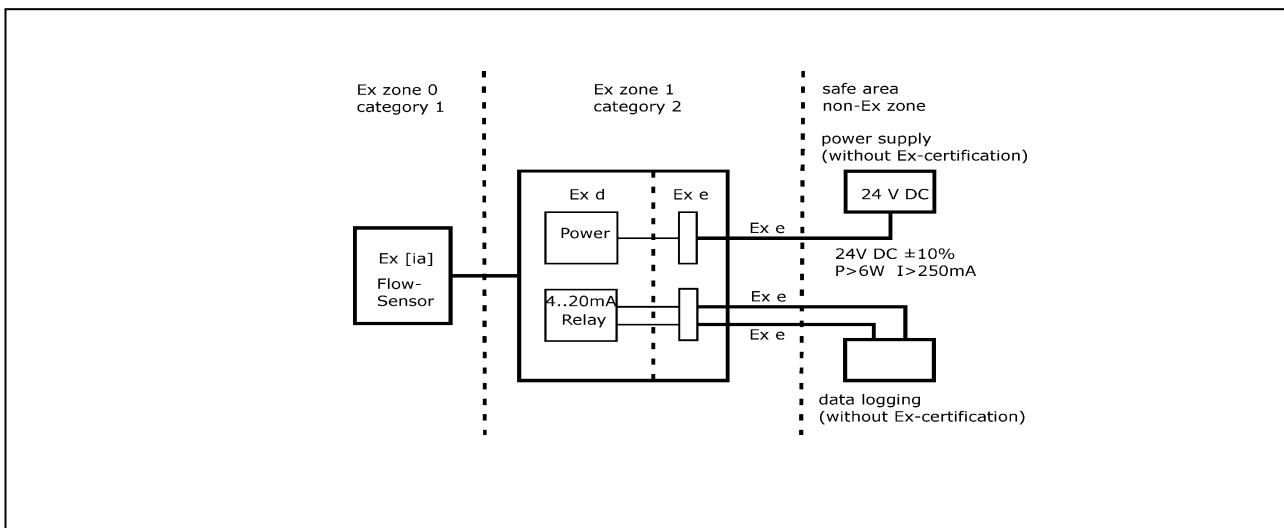 Ex zone 0
category 1
Ex zone 1
category 2
safe area
non-Ex zone
power supply
(without Ex-certification)
Ex d
Ex e
24 V DC
Power
Ex e
Ex [ia]
Flow-
Sensor
24V DC ±10%
P>6W I>250mA
4..20mA
Relay
Ex e
Ex e
data logging
(without Ex-certification)